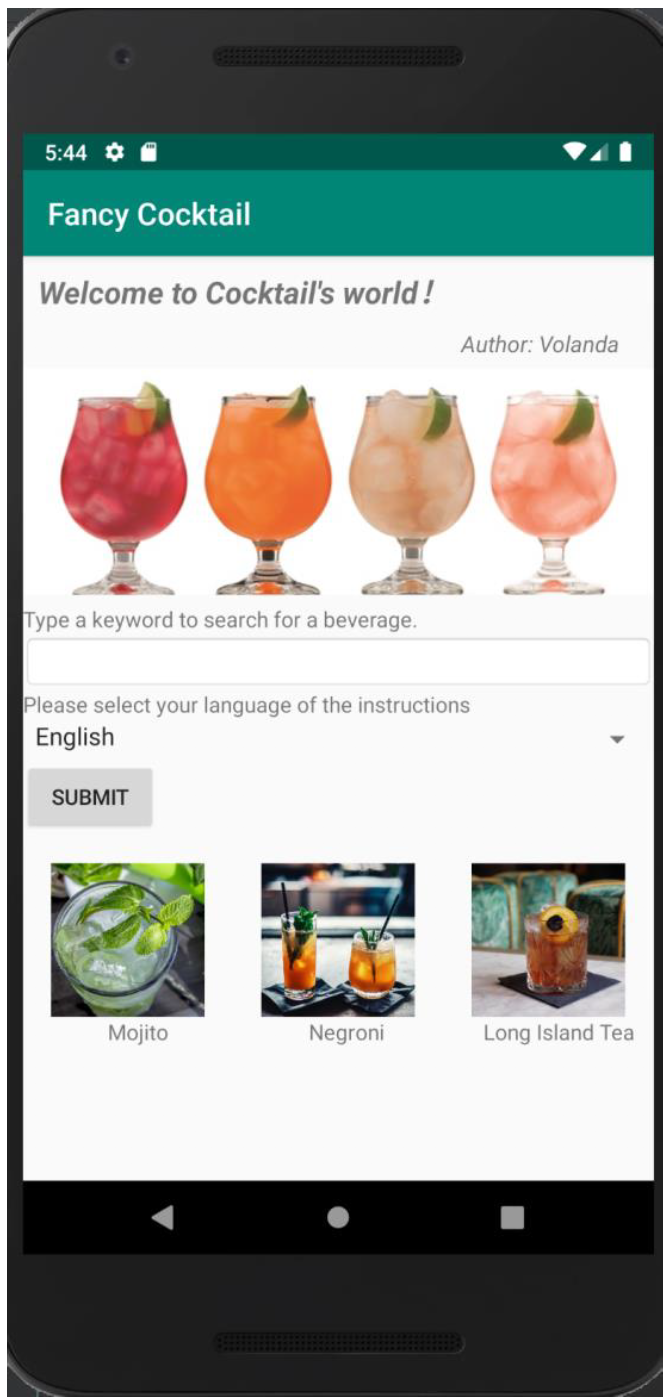 5:44
Fancy Cocktail
Welcome to Cocktail's world!
Author: Volanda
Type a keyword to search for a beverage.
Please select your language of the instructions
English
SUBMIT
Mojito Negroni Long Island Tea